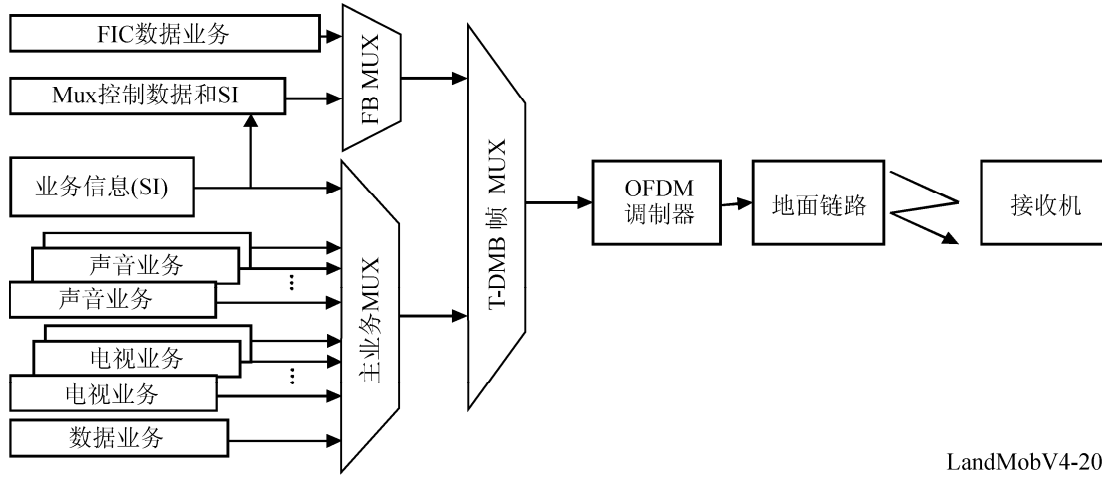 FIC数据业务
Mux控制数据和SI
业务信息(SI)
声音业务
声音业务
电视业务
电视业务
数据业务
FB MUX
主业务MUX
T-DMB 帧 MUX
OFDM
调制器
地面链路
接收机
LandMobV4-20